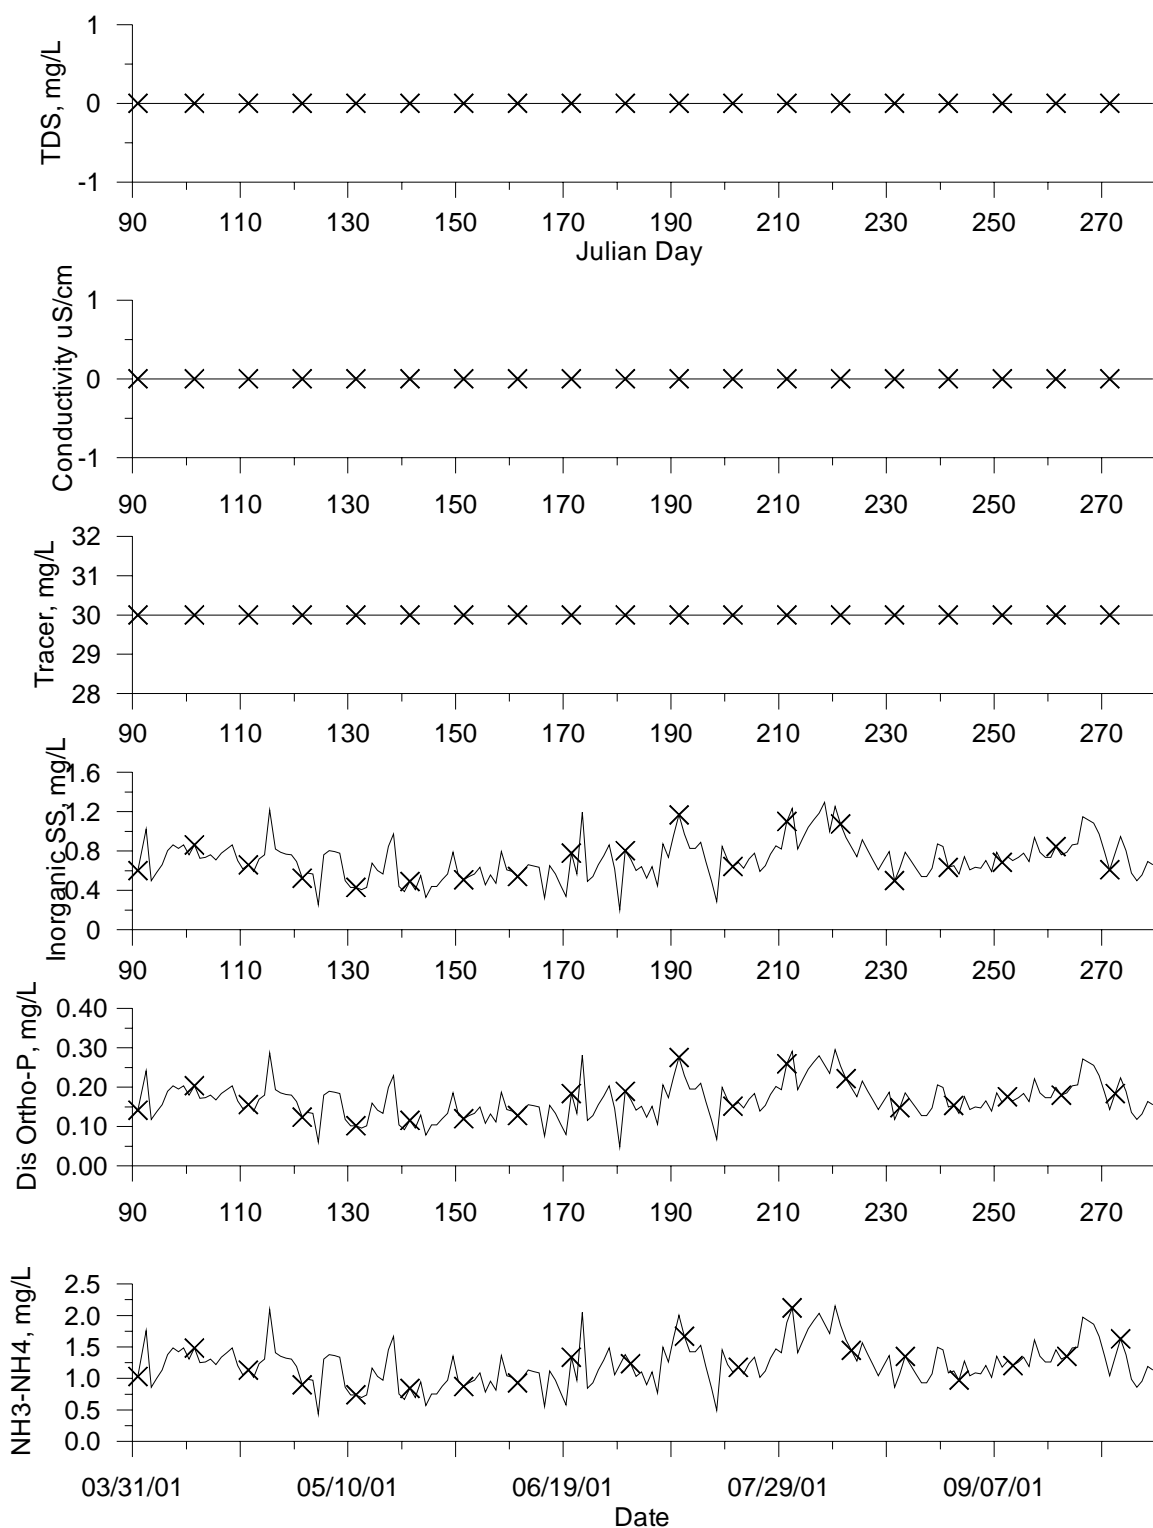 TDS, mg/L
1
0
-1
90 110 130 150 170 190 210 230 250 270
Julian Day
Conductivity uS/cm
1
0
-1
90 110 130 150 170 190 210 230 250 270
Tracer, mg/L
32
31
30
29
28
90 110 130 150 170 190 210 230 250 270
Inorganic SS, mg/L
1.6
1.2
0.8
0.4
0
90 110 130 150 170 190 210 230 250 270
Dis Ortho-P, mg/L
0.40
0.30
0.20
0.10
0.00
90 110 130 150 170 190 210 230 250 270
NH3-NH4, mg/L
2.5
2.0
1.5
1.0
0.5
0.0
03/31/01 05/10/01 06/19/01 07/29/01 09/07/01
Date